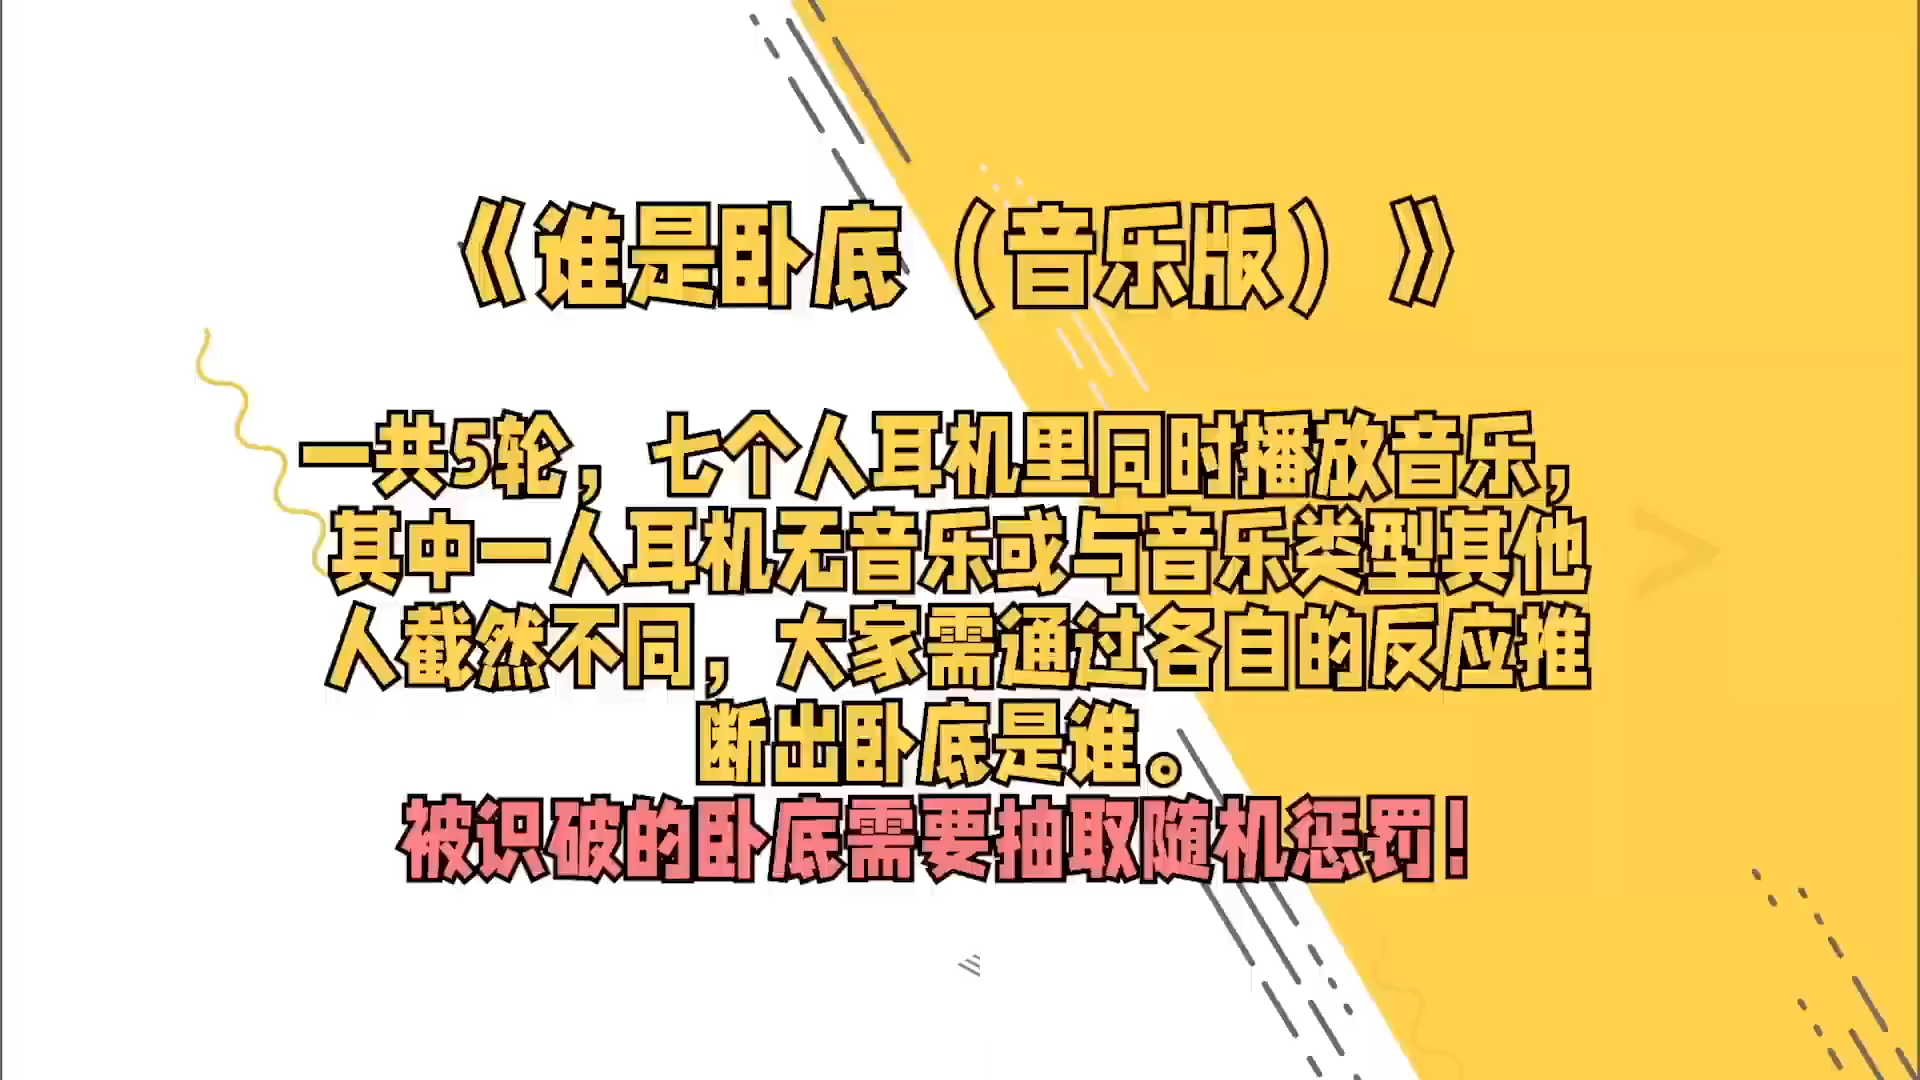 《谁是卧底（音乐版）》
一共5轮，七个人耳机里同时播放音乐，
其中一人耳机无音乐或与音乐类型其他
人截然不同，大家需通过各自的反应推
断出卧底是谁。
被识破的卧底需要抽取随机惩罚！